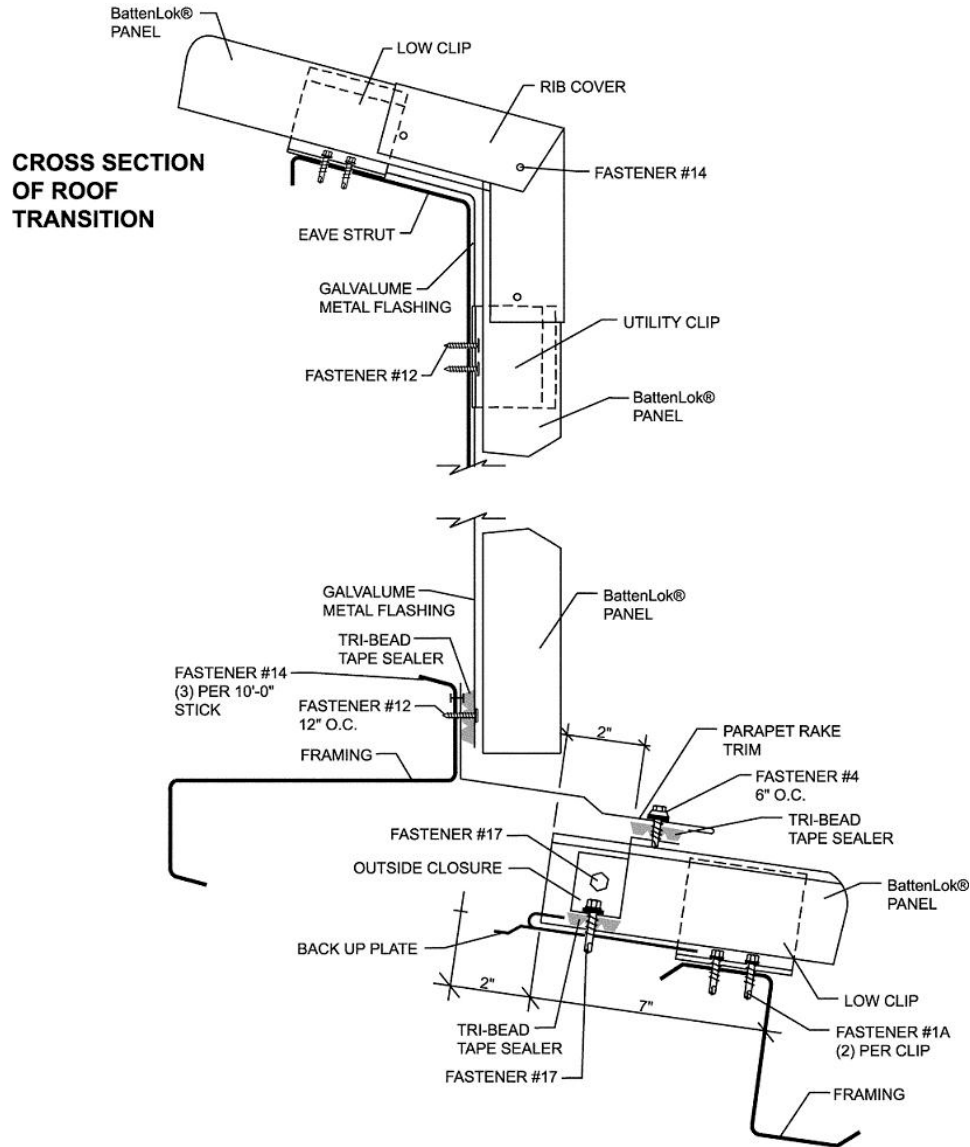 BattenLok®
PANEL
LOW CLIP
RIB COVER
CROSS SECTION
OF ROOF
TRANSITION
FASTENER #14
EAVE STRUT
GALVALUME
METAL FLASHING
UTILITY CLIP
FASTENER #12
BattenLok®
PANEL
GALVALUME
METAL FLASHING
BattenLok®
PANEL
TRI-BEAD
TAPE SEALER
FASTENER #14
(3) PER 10'-0"
STICK
FASTENER #12
12" O.C.
FRAMING
2"
PARAPET RAKE
TRIM
FASTENER #4
6" O.C.
TRI-BEAD
TAPE SEALER
FASTENER #17
OUTSIDE CLOSURE
BattenLok®
PANEL
BACK UP PLATE
2"
7"
LOW CLIP
TRI-BEAD
TAPE SEALER
FASTENER #1A
(2) PER CLIP
FASTENER #17
FRAMING